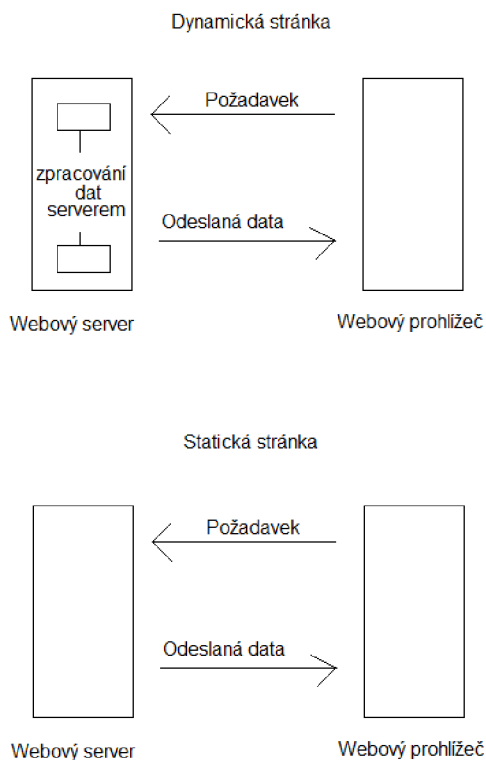 Dynamická stránka
Požadavek
zpracování
dat
serverem
Odeslaná data
Webový server
Webový prohlížeč
Statická stránka
Požadavek
Odeslaná data
Webový server
Webový prohlížeč